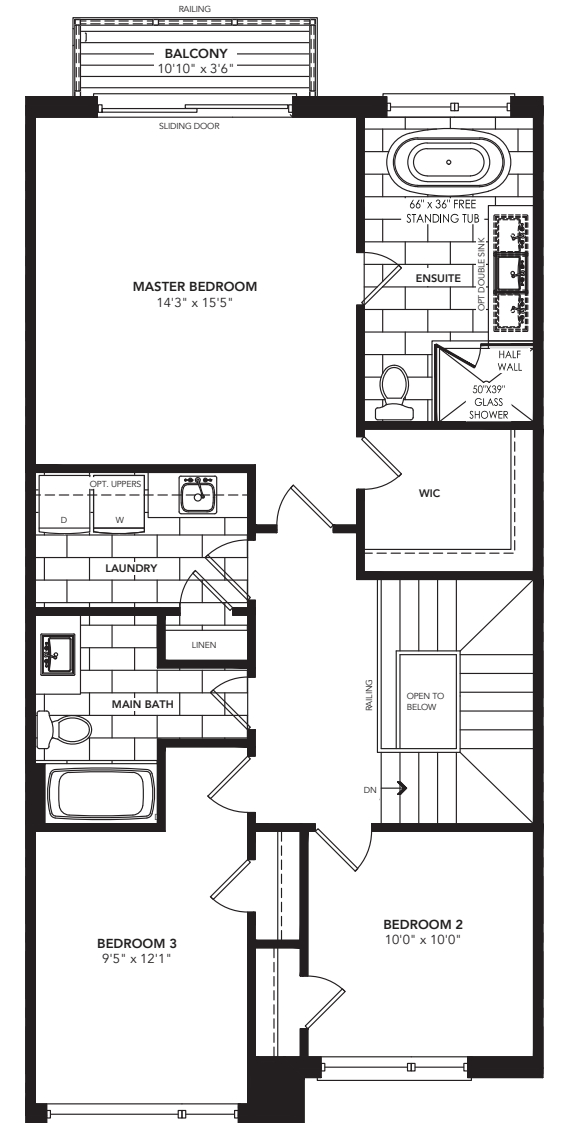 RAILING
BALCONY
10'10" x 3'6"
SLIDING DOOR
66" x 36" FREE
STANDING TUB
OPT DOUBLE SINK
ENSUITE
MASTER BEDROOM
14'3" x 15'5"
HALF
WALL
50"X39"
GLASS
SHOWER
OPT. UPPERS
D
W
WIC
LAUNDRY
LINEN
MAIN BATH
RAILING
OPEN TO
BELOW
DN
BEDROOM 2
10'0" x 10'0"
BEDROOM 3
9'5" x 12'1"